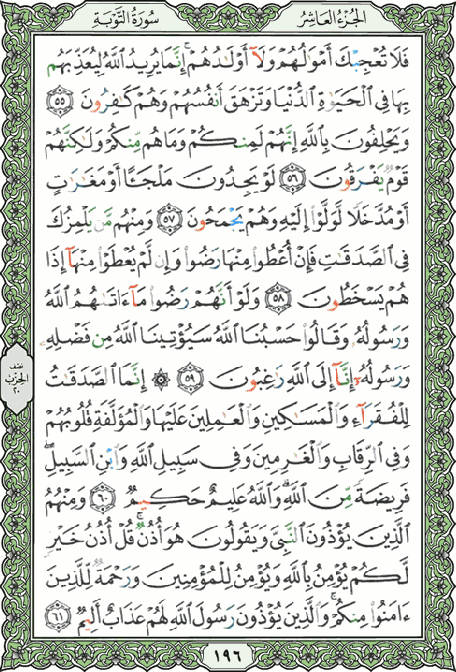 الجزء العاشر
سورة التوبة
فَلَا تُعْجِبْكَ أَمْوَٰلُهُمْ وَلَآ أَوْلَٰدُهُمْ ۚ إِنَّمَا يُرِيدُ ٱللَّهُ لِيُعَذِّبَهُم
بِهَا فِى ٱلْحَيَوٰةِ ٱلدُّنْيَا وَتَزْهَقَ أَنفُسُهُمْ وَهُمْ كَٰفِرُونَ ٥٥
وَيَحْلِفُونَ بِٱللَّهِ إِنَّهُمْ لَمِنكُمْ وَمَا هُم مِّنكُمْ وَلَٰكِنَّهُمْ
قَوْمٌ يَفْرَقُونَ ٥٦ لَوْ يَجِدُونَ مَلْجَـًٔا أَوْ مَغَٰرَٰتٍ
أَوْ مُدَّخَلًا لَّوَلَّوْا۟ إِلَيْهِ وَهُمْ يَجْمَحُونَ ٥٧ وَمِنْهُم مَّن يَلْمِزُكَ
فِى ٱلصَّدَقَٰتِ فَإِنْ أُعْطُوا۟ مِنْهَا رَضُوا۟ وَإِن لَّمْ يُعْطَوْا۟ مِنْهَآ إِذَا
هُمْ يَسْخَطُونَ ٥٨ وَلَوْ أَنَّهُمْ رَضُوا۟ مَآ ءَاتَىٰهُمُ ٱللَّهُ
وَرَسُولُهُۥ وَقَالُوا۟ حَسْبُنَا ٱللَّهُ سَيُؤْتِينَا ٱللَّهُ مِن فَضْلِهِۦ
وَرَسُولُهُۥٓ إِنَّآ إِلَى ٱللَّهِ رَٰغِبُونَ ٥٩ ۞ إِنَّمَا ٱلصَّدَقَٰتُ
لِلْفُقَرَآءِ وَٱلْمَسَٰكِينِ وَٱلْعَٰمِلِينَ عَلَيْهَا وَٱلْمُؤَلَّفَةِ قُلُوبُهُمْ
وَفِى ٱلرِّقَابِ وَٱلْغَٰرِمِينَ وَفِى سَبِيلِ ٱللَّهِ وَٱبْنِ ٱلسَّبِيلِ ۖ
فَرِيضَةً مِّنَ ٱللَّهِ ۗ وَٱللَّهُ عَلِيمٌ حَكِيمٌ ٦٠ وَمِنْهُمُ
ٱلَّذِينَ يُؤْذُونَ ٱلنَّبِىَّ وَيَقُولُونَ هُوَ أُذُنٌ ۚ قُلْ أُذُنُ خَيْرٍ
لَّكُمْ يُؤْمِنُ بِٱللَّهِ وَيُؤْمِنُ لِلْمُؤْمِنِينَ وَرَحْمَةٌ لِّلَّذِينَ
ءَامَنُوا۟ مِنكُمْ ۚ وَٱلَّذِينَ يُؤْذُونَ رَسُولَ ٱللَّهِ لَهُمْ عَذَابٌ أَلِيمٌ ٦١
نصف
الحزب
٢٠
١٩٦